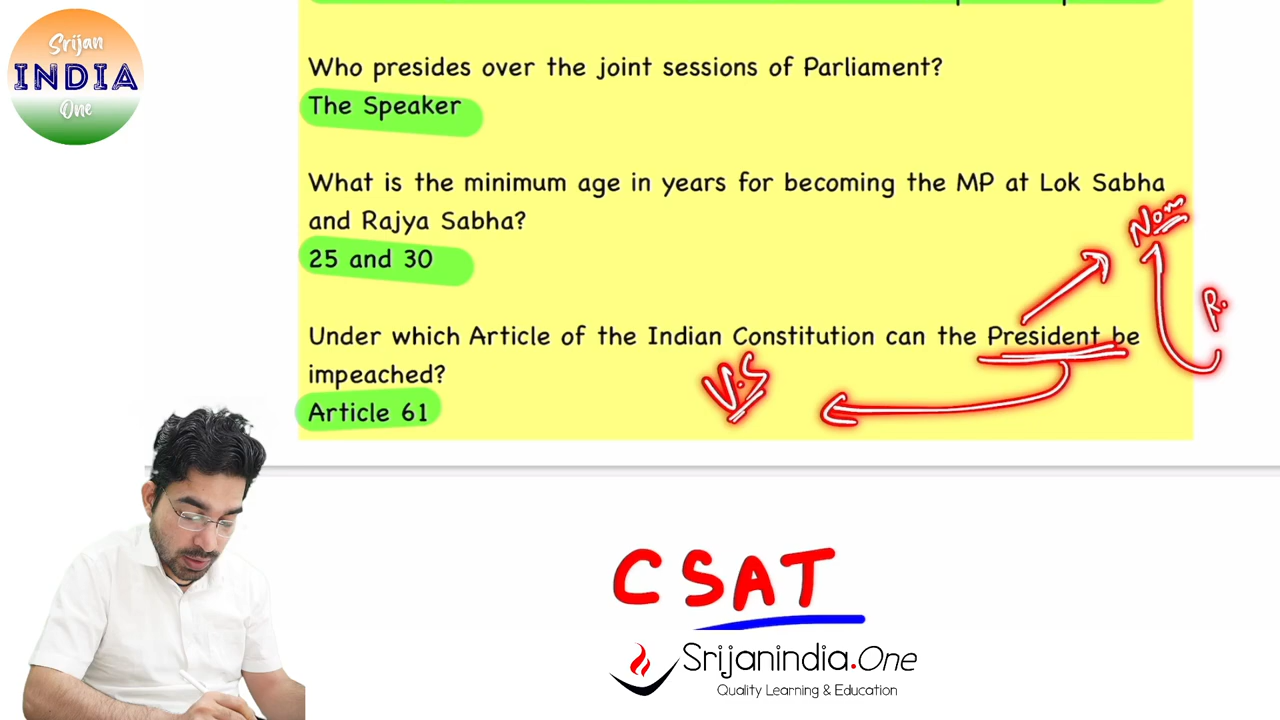 Srijan
INDIA
One
Who presides over the joint sessions of Parliament?
The Speaker
What is the minimum age in years for becoming the MP at Lok Sabha
and Rajya Sabha?
25 and 30
Nom
R.
Under which Article of the Indian Constitution can the President be
impeached?
V.S
Article 61
CSAT
Srijanindia.One
Quality Learning & Education